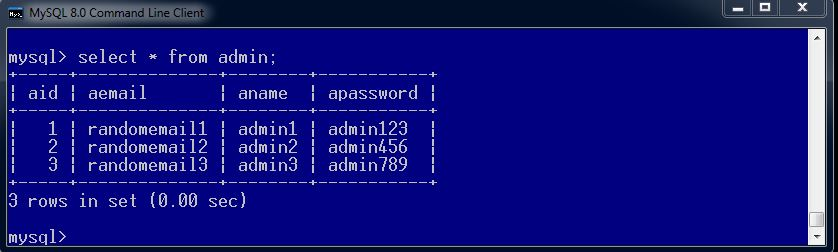 MySQL 8.0 Command Line Client
mysql> select * from admin;
+-----+--------------+--------+-----------+
| aid | aemail       | aname  | apassword |
+-----+--------------+--------+-----------+
|   1 | randomemail1 | admin1 | admin123  |
|   2 | randomemail2 | admin2 | admin456  |
|   3 | randomemail3 | admin3 | admin789  |
+-----+--------------+--------+-----------+
3 rows in set (0.00 sec)
mysql>